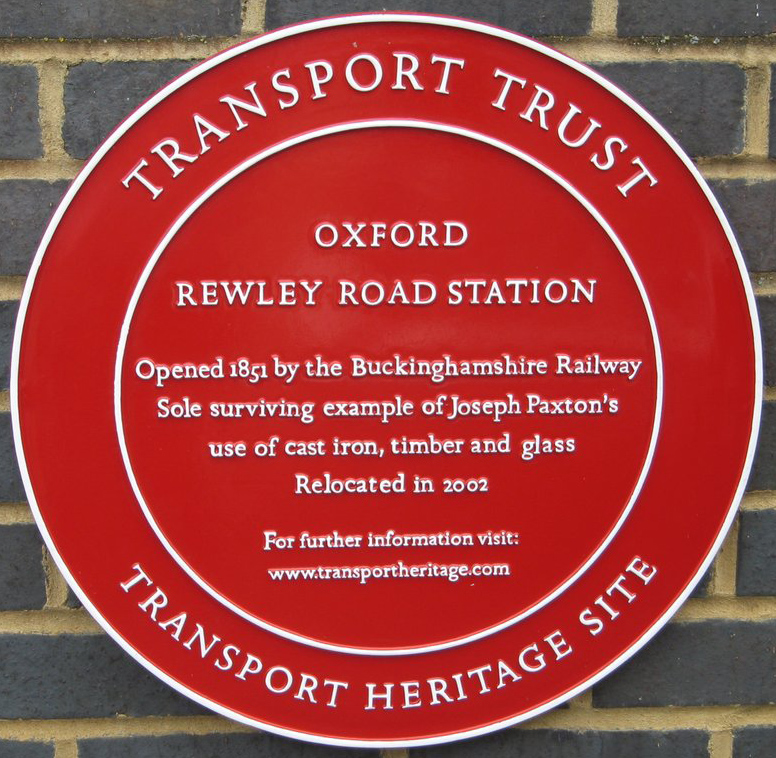 TRANSPORT TRUST
OXFORD
REWLEY ROAD STATION
Opened 1851 by the Buckinghamshire Railway
Sole surviving example of Joseph Paxton's
use of cast iron, timber and glass
Relocated in 2002
For further information visit:
www.transportheritage.com
TRANSPORT HERITAGE SITE